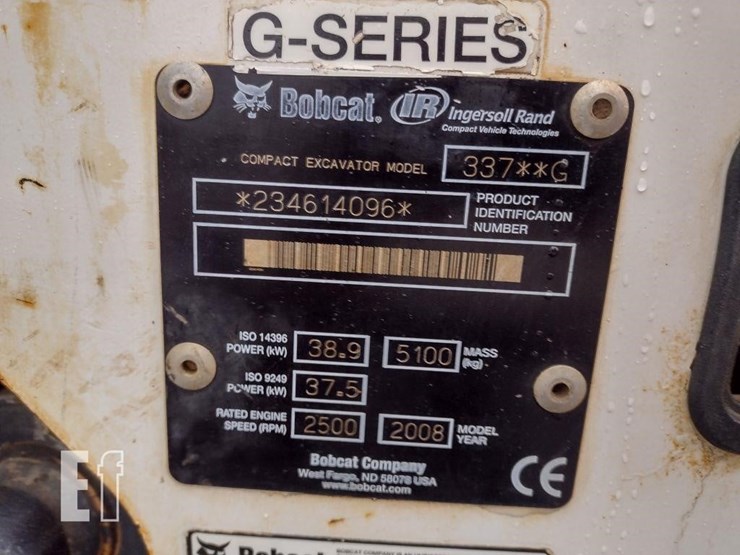 G-SERIES
Bobcat. IR Ingersoll Rand
Compact Vehicle Technologies
COMPACT EXCAVATOR MODEL 337**G
*234614096* PRODUCT IDENTIFICATION NUMBER
ISO 14396 POWER (kW) 38.9 5100 MASS (kg)
ISO 9249 POWER (kW) 37.5
RATED ENGINE SPEED (RPM) 2500 2008 MODEL YEAR
Bobcat Company
West Fargo, ND 58078 USA
www.bobcat.com
CE
Ef
Bobcat